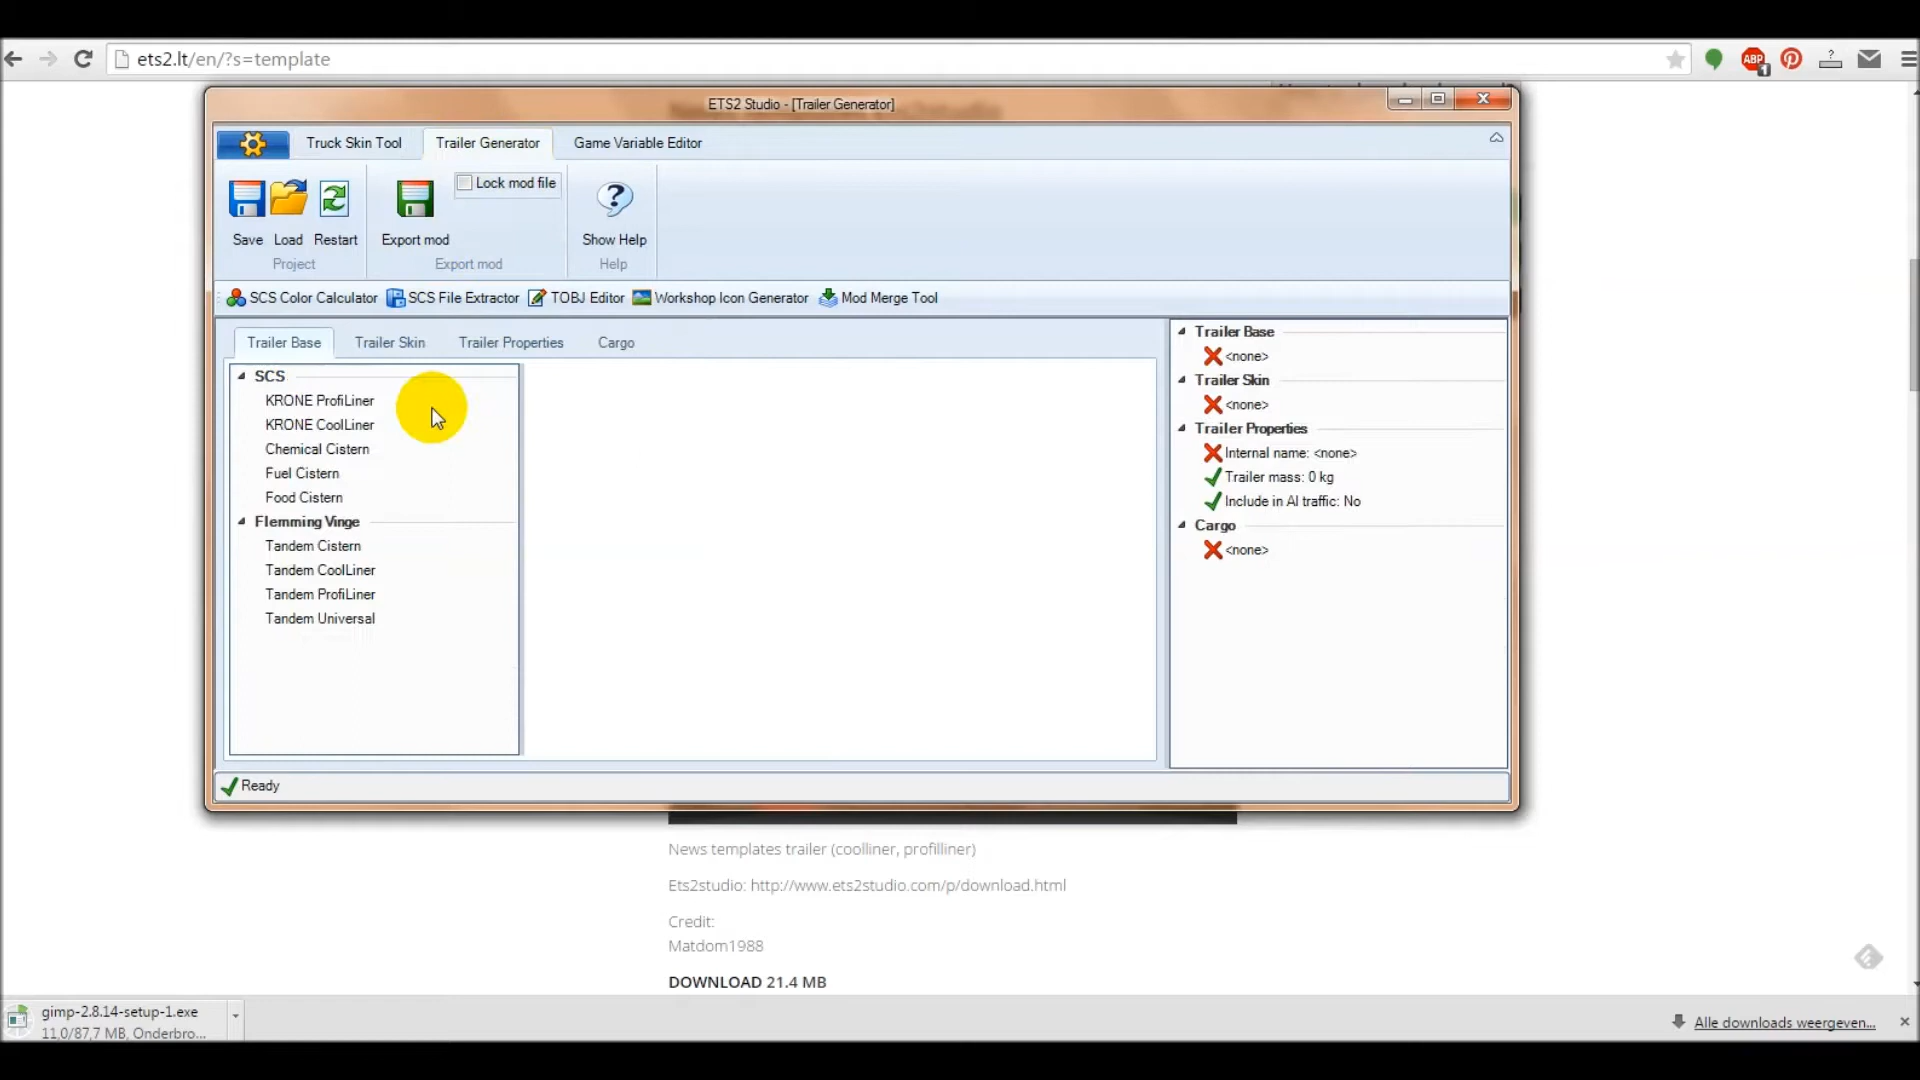 ets2.lt/en/?s=template
ABP 1
ETS2 Studio - [Trailer Generator]
Truck Skin Tool
Trailer Generator
Game Variable Editor
Lock mod file
Save
Load
Restart
Export mod
Show Help
Project
Export mod
Help
SCS Color Calculator
SCS File Extractor
TOBJ Editor
Workshop Icon Generator
Mod Merge Tool
Trailer Base
Trailer Skin
Trailer Properties
Cargo
SCS
KRONE ProfiLiner
KRONE CoolLiner
Chemical Cistern
Fuel Cistern
Food Cistern
Flemming Vinge
Tandem Cistern
Tandem CoolLiner
Tandem ProfiLiner
Tandem Universal
Trailer Base
<none>
Trailer Skin
<none>
Trailer Properties
Internal name: <none>
Trailer mass: 0 kg
Include in AI traffic: No
Cargo
<none>
Ready
News templates trailer (coolliner, profilliner)
Ets2studio: http://www.ets2studio.com/p/download.html
Credit:
Matdom1988
DOWNLOAD 21.4 MB
gimp-2.8.14-setup-1.exe
11,0/87,7 MB, Onderbro...
Alle downloads weergeven...